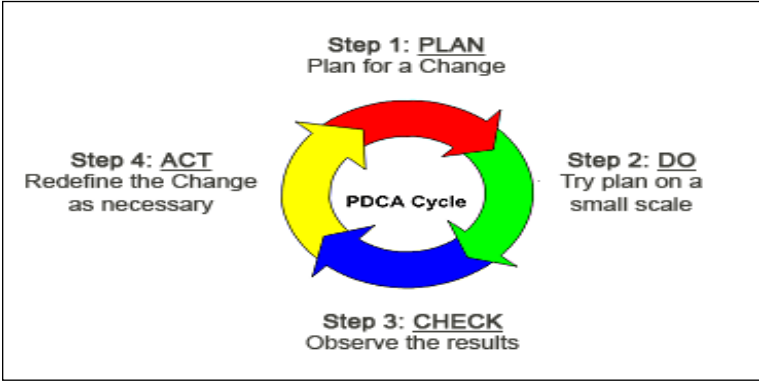 Step 1: PLAN
Plan for a Change
Step 2: DO
Try plan on a
small scale
Step 3: CHECK
Observe the results
Step 4: ACT
Redefine the Change
as necessary
PDCA Cycle